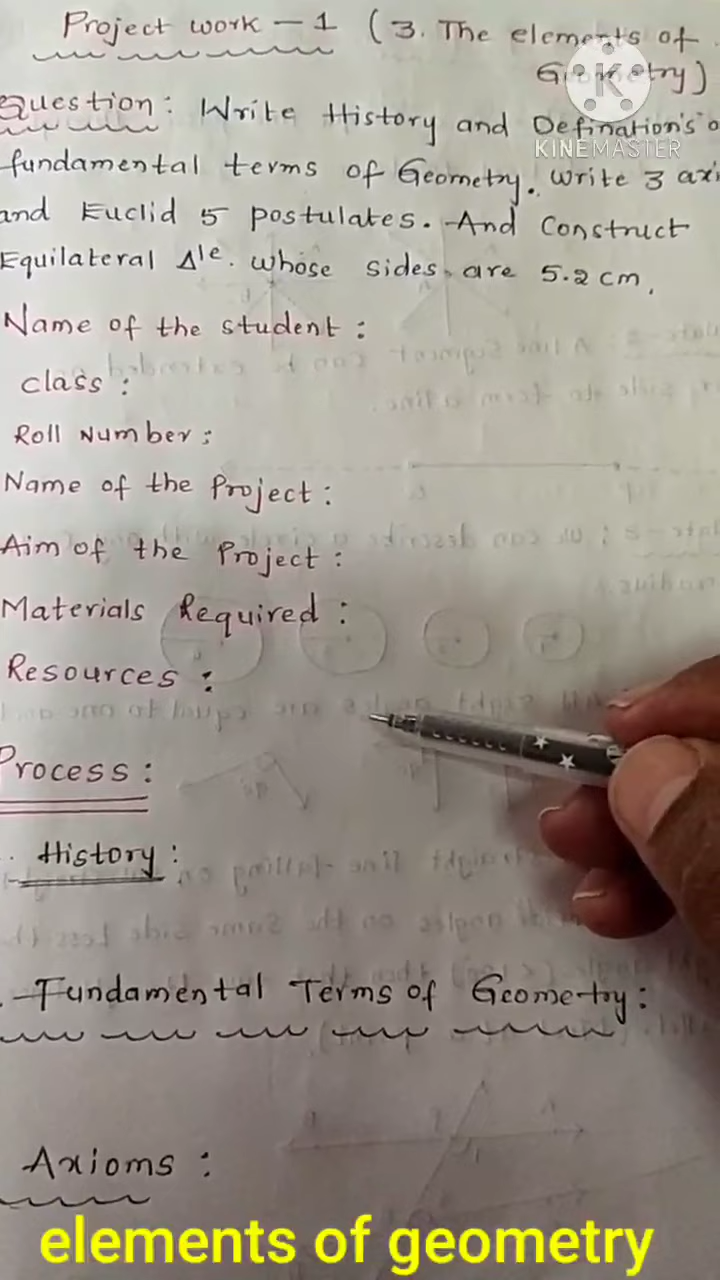 Project work - 1 (3. The elements of
Geometry)
Question: Write History and Defination's
fundamental terms of Geometry. Write 3
and Euclid 5 postulates. And Construct
Equilateral Δle. whose sides are 5.2 cm.
Name of the student:
Class:
Roll Number:
Name of the Project:
Aim of the Project:
Materials Required:
Resources:
Process:
History:
Fundamental Terms of Geometry:
Axioms:
KINEMASTER
elements of geometry